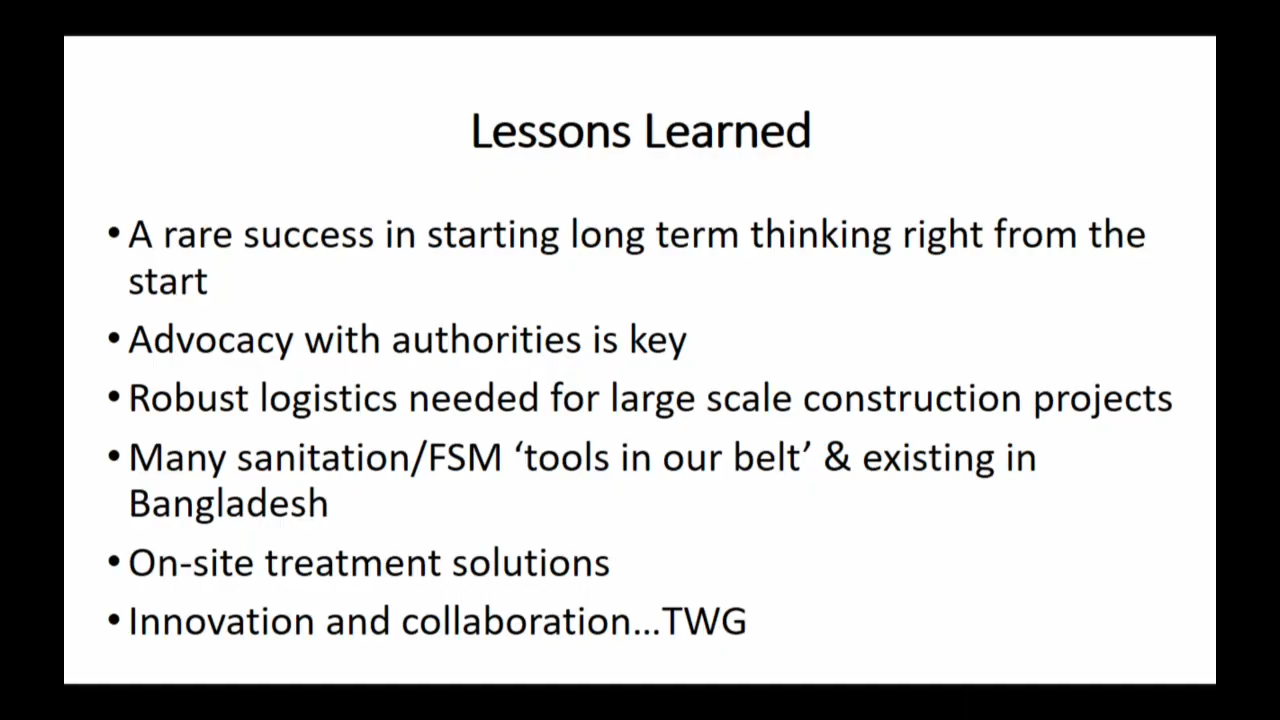 Lessons Learned
• A rare success in starting long term thinking right from the
start
• Advocacy with authorities is key
• Robust logistics needed for large scale construction projects
• Many sanitation/FSM ‘tools in our belt’ & existing in
Bangladesh
• On-site treatment solutions
• Innovation and collaboration…TWG